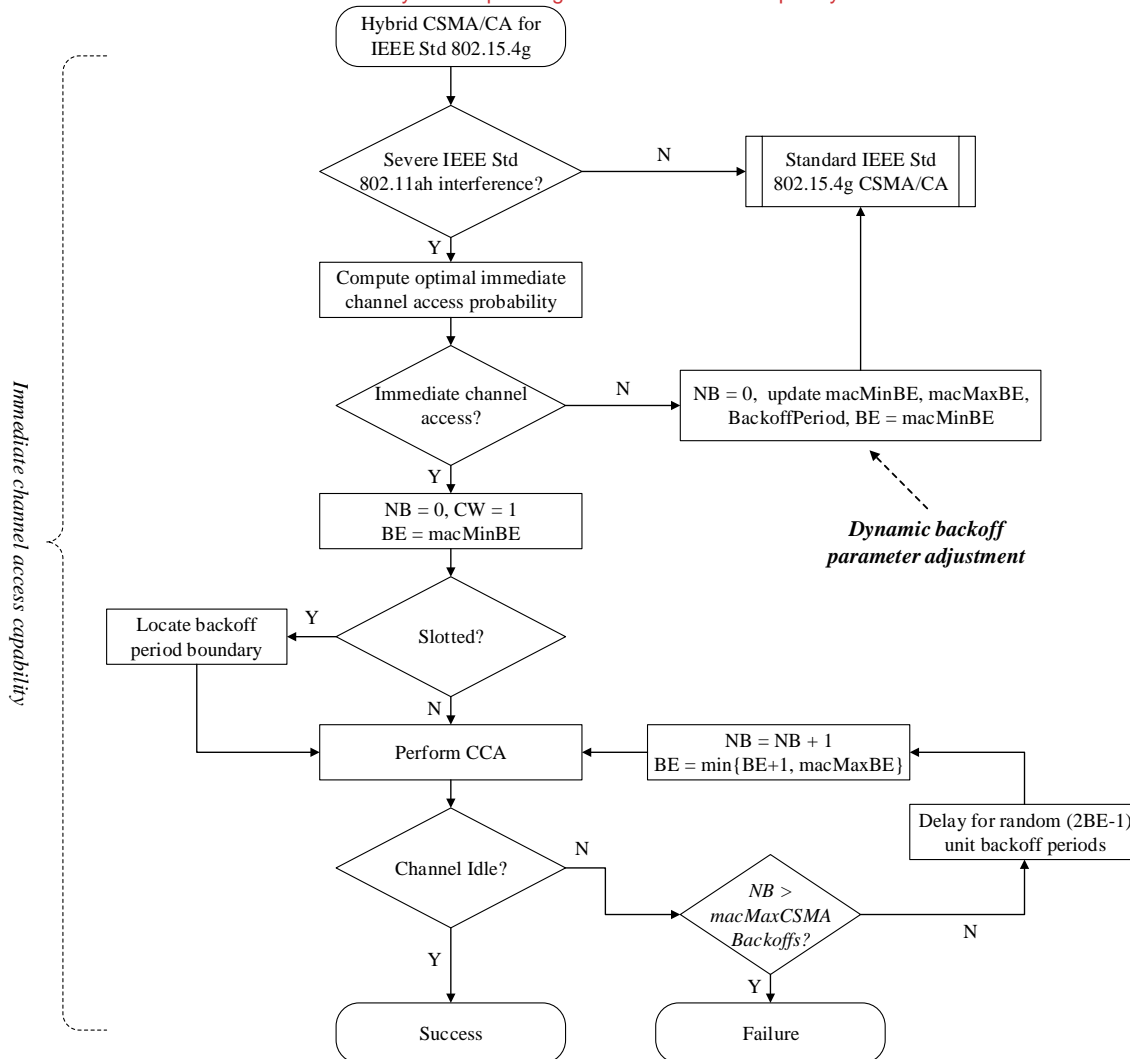 Hybrid CSMA/CA for
IEEE Std 802.15.4g
Severe IEEE Std
802.11ah interference?
N
Standard IEEE Std
802.15.4g CSMA/CA
Y
Compute optimal immediate
channel access probability
Immediate channel
access?
N
NB = 0, update macMinBE, macMaxBE,
BackoffPeriod, BE = macMinBE
Y
Dynamic backoff
parameter adjustment
NB = 0, CW = 1
BE = macMinBE
Immediate channel access capability
Slotted?
Y
Locate backoff
period boundary
N
Perform CCA
NB = NB + 1
BE = min{BE+1, macMaxBE}
Delay for random (2BE-1)
unit backoff periods
Channel Idle?
N
NB >
macMaxCSMA
Backoffs?
N
Y
Y
Success
Failure